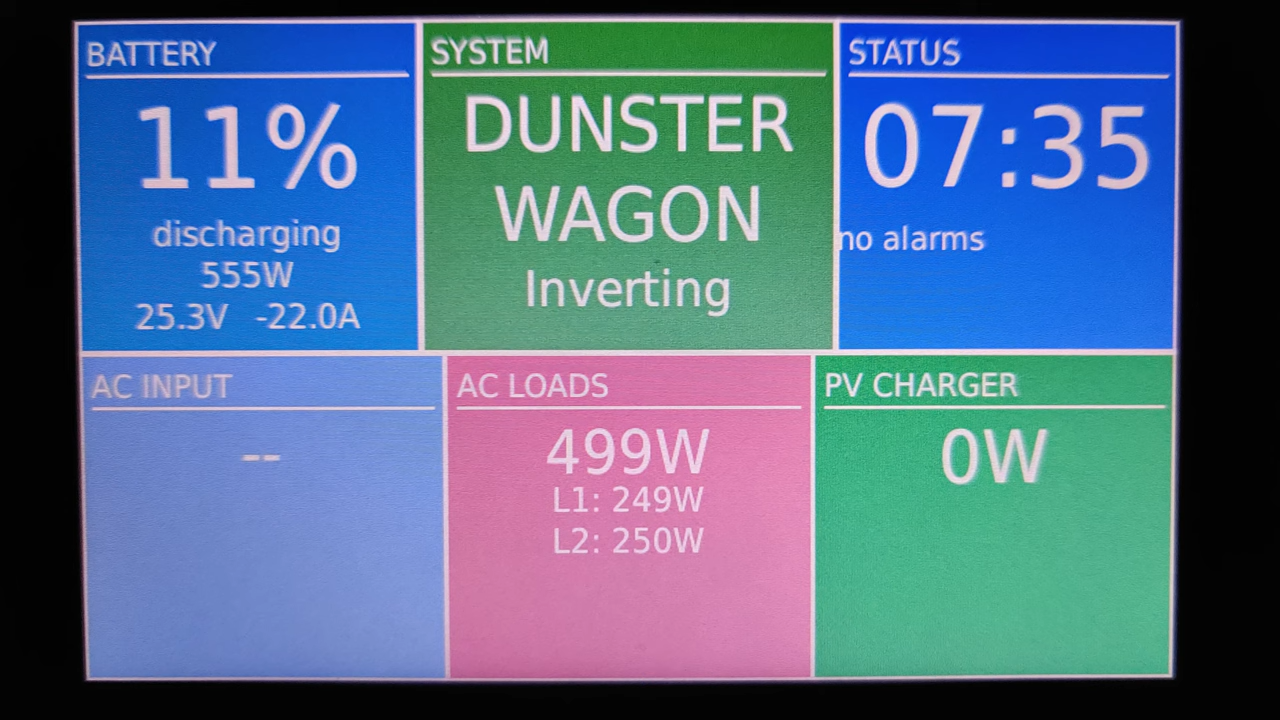 BATTERY
11%
discharging
555W
25.3V -22.0A
SYSTEM
DUNSTER
WAGON
Inverting
STATUS
07:35
no alarms
AC INPUT
--
AC LOADS
499W
L1: 249W
L2: 250W
PV CHARGER
0W